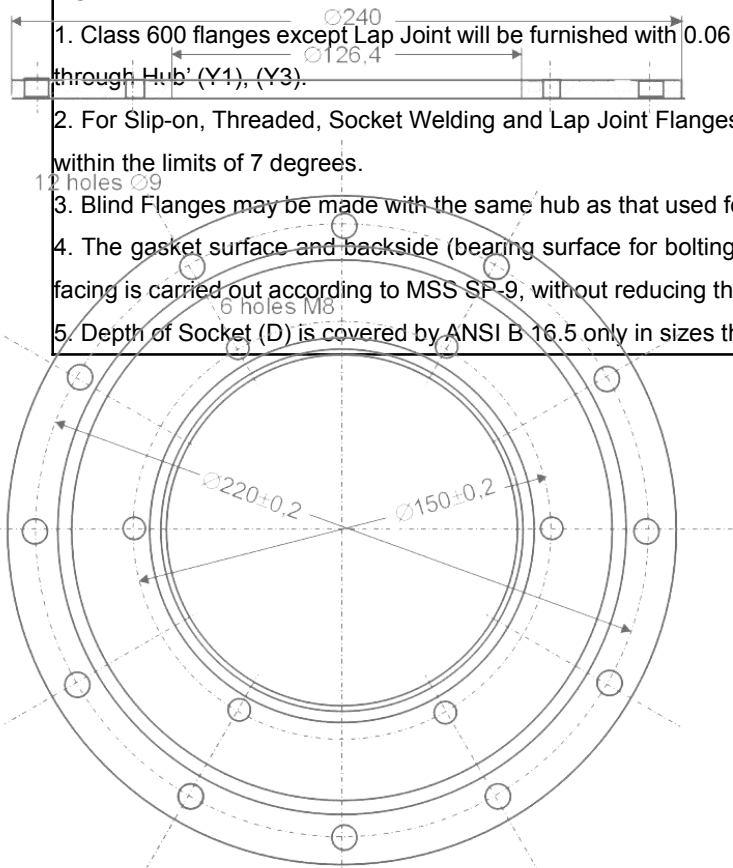 Ø240
1. Class 600 flanges except Lap Joint will be furnished with 0.06
Ø126,4
through Hub’ (Y1), (Y3).
2. For Slip-on, Threaded, Socket Welding and Lap Joint Flanges
within the limits of 7 degrees.
12 holes Ø9
3. Blind Flanges may be made with the same hub as that used
4. The gasket surface and backside (bearing surface for bolting
facing is carried out according to MSS SP-9, without reducing
6 holes M8
5. Depth of Socket (D) is covered by ANSI B 16.5 only in sizes
Ø220±0,2
Ø150±0,2